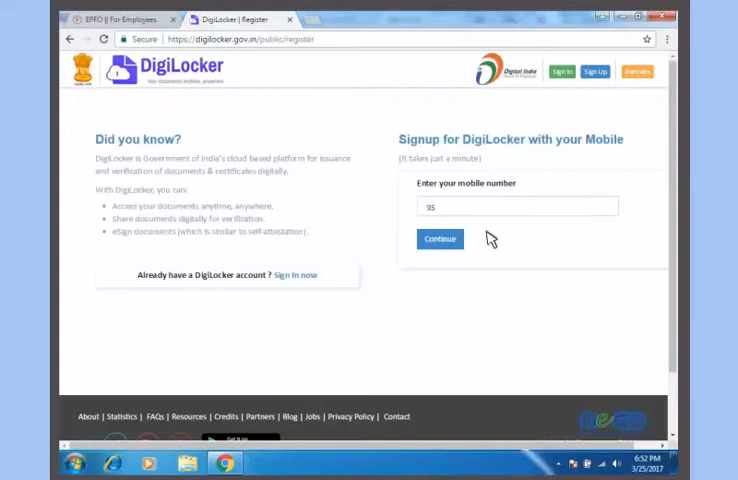 EPFO || For Employees
DigiLocker | Register
Secure
https://digilocker.gov.in/public/register
DigiLocker
Your documents anytime, anywhere.
Digital India
Sign In
Sign Up
Did you know?
DigiLocker is Government of India's cloud based platform for issuance
and verification of documents & certificates digitally.
With DigiLocker, you can:
• Access your documents anytime, anywhere.
• Share documents digitally for verification.
• eSign documents (which is similar to self-attestation).
Already have a DigiLocker account ? Sign In now
Signup for DigiLocker with your Mobile
(It takes just a minute)
Enter your mobile number
95
Continue
About | Statistics | FAQs | Resources | Credits | Partners | Blog | Jobs | Privacy Policy | Contact
NeGD
Get it on
6:52 PM
3/25/2017